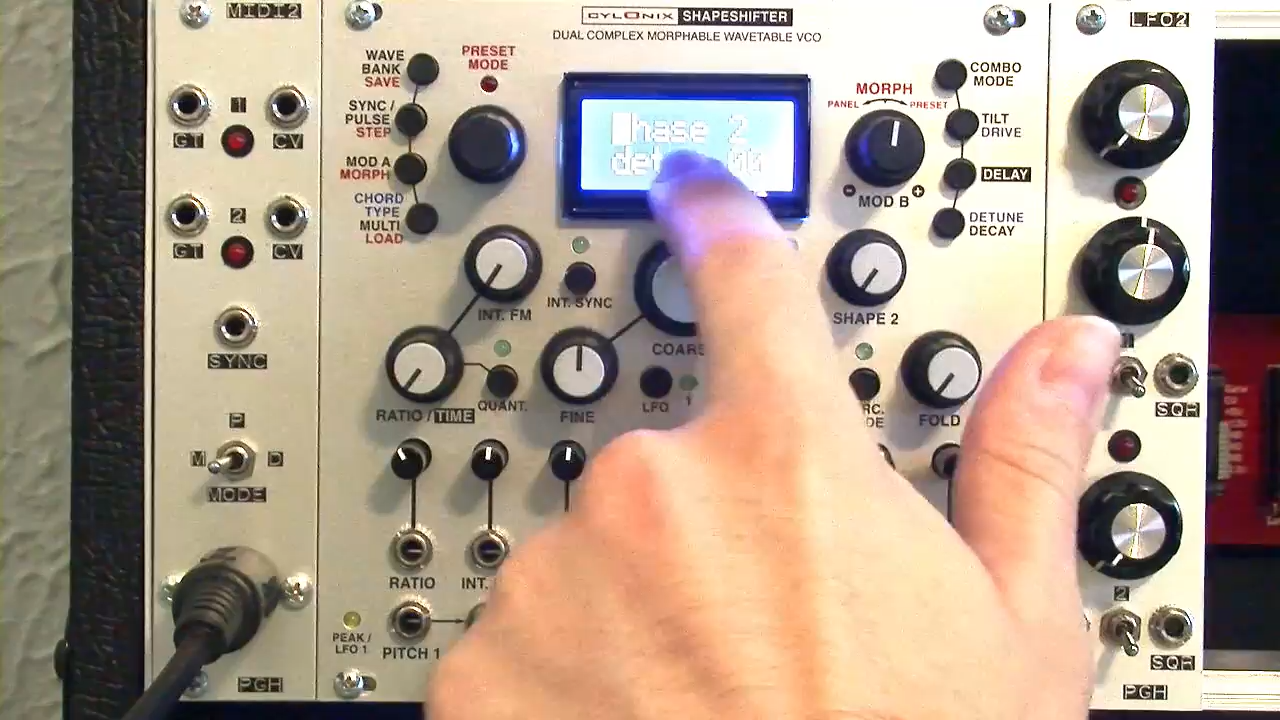 MIDI2
1
GT
CV
2
GT
CV
SYNC
P
M
D
MODE
PGH
CYLONIX SHAPESHIFTER
DUAL COMPLEX MORPHABLE WAVETABLE VCO
WAVE
BANK
SAVE
PRESET
MODE
SYNC /
PULSE
STEP
MOD A
MORPH
CHORD
TYPE
MULTI
LOAD
hase 2
00
MORPH
PANEL
PRESET
MOD B
COMBO
MODE
TILT
DRIVE
DELAY
DETUNE
DECAY
INT. FM
INT. SYNC
SHAPE 2
RATIO / TIME
QUANT.
FINE
LFO
1
FOLD
RATIO
INT.
PEAK /
LFO 1
PITCH 1
LFO2
SQR
2
SQR
PGH